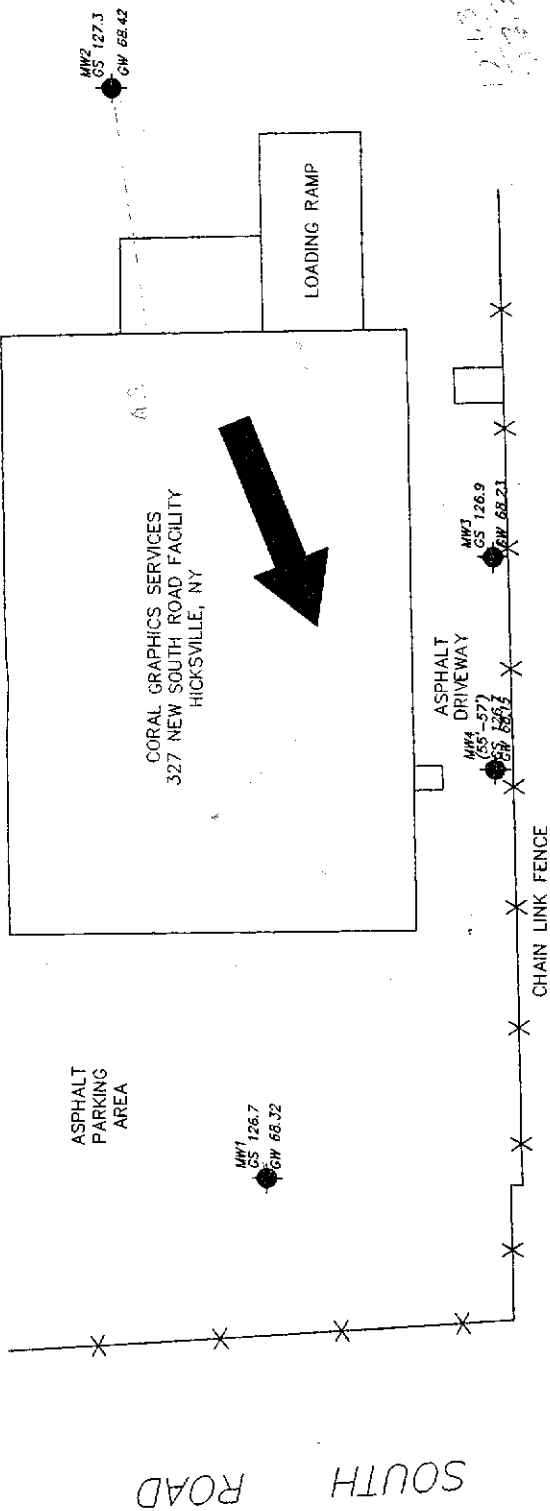 MW2
GS 127.3
GW 68.42
LOADING RAMP
CORAL GRAPHICS SERVICES
327 NEW SOUTH ROAD FACILITY
HICKSVILLE, NY
MW3
GS 126.9
GW 68.23
ASPHALT
DRIVEWAY
MW4
(55'-57')
GS 126.7
GW 68.15
CHAIN LINK FENCE
ASPHALT
PARKING
AREA
MW1
GS 126.7
GW 68.32
SOUTH ROAD